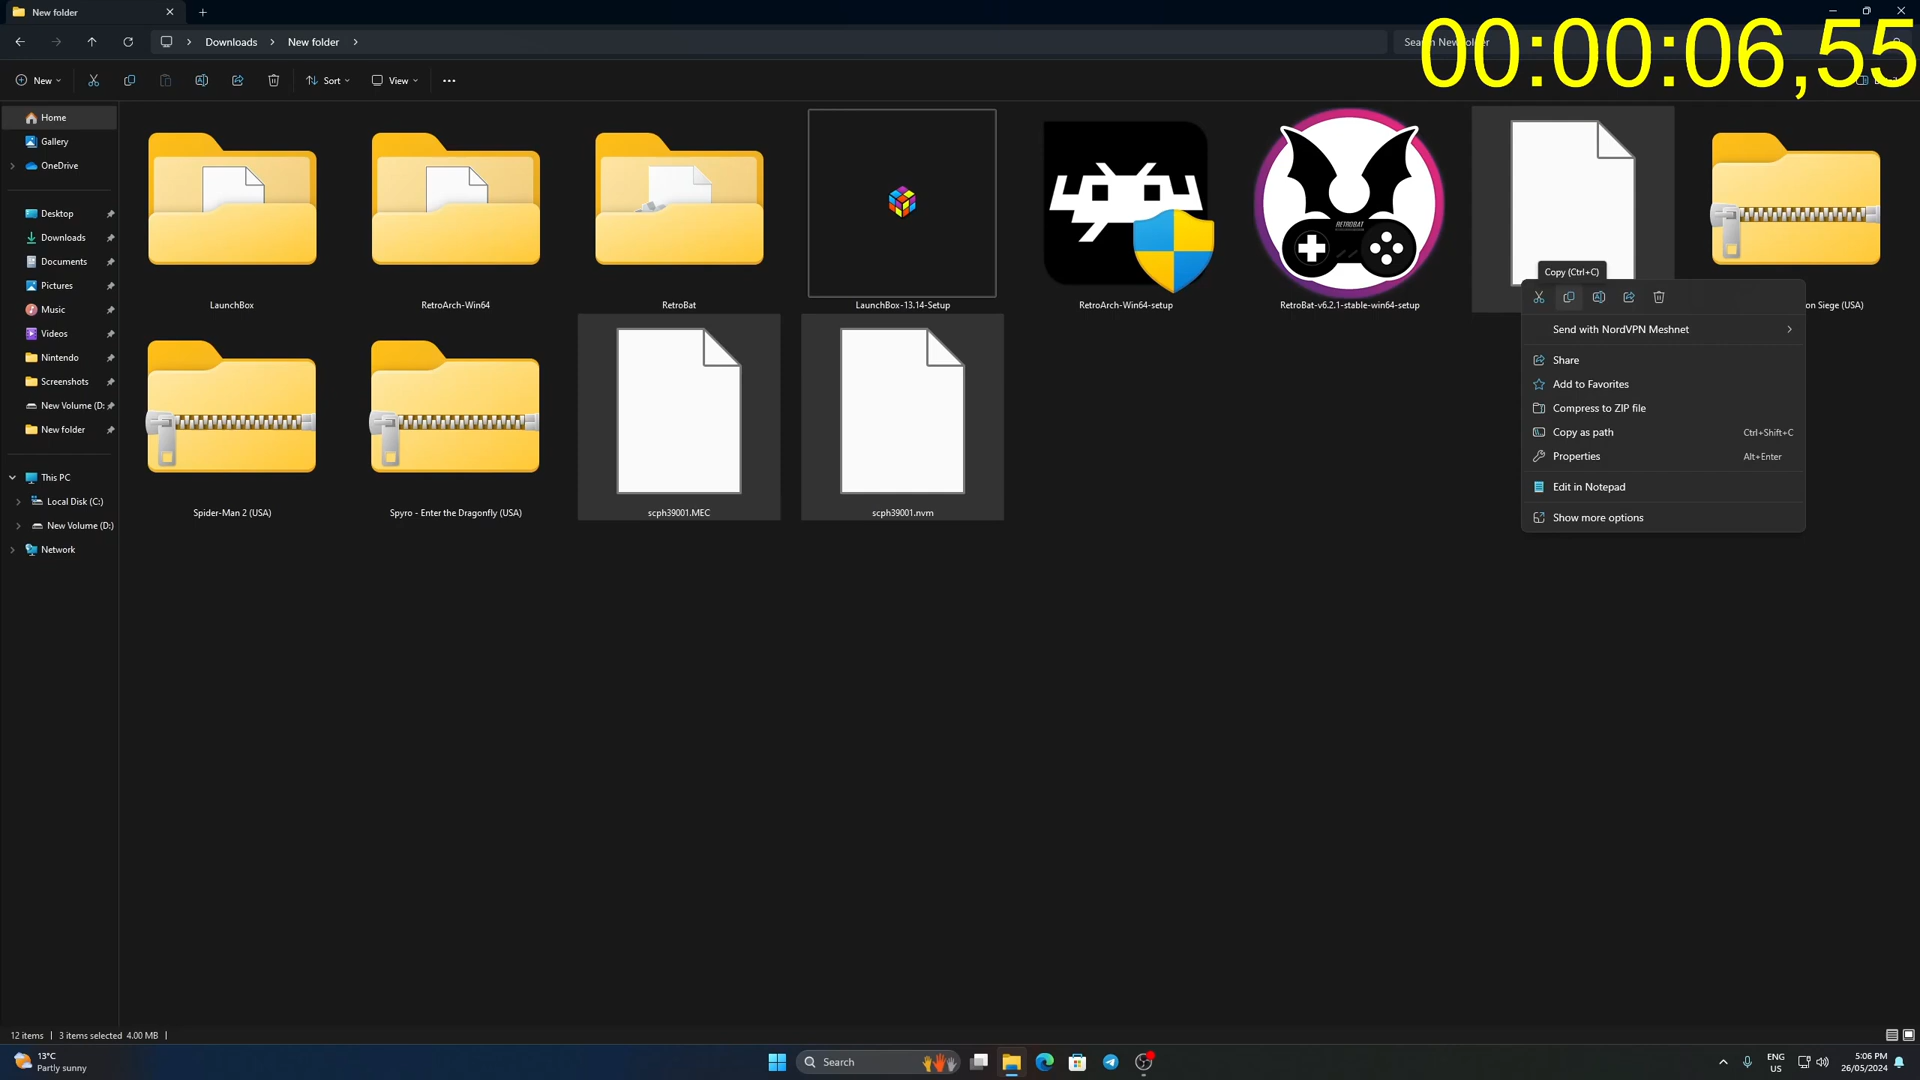 New folder
00:00:06,55
Downloads
New folder
Search New folder
New
Sort
View
Home
Gallery
OneDrive
Desktop
Downloads
Documents
Pictures
Music
Videos
Nintendo
Screenshots
New Volume (D:
New folder
This PC
Local Disk (C:)
New Volume (D:)
Network
LaunchBox
RetroArch-Win64
RetroBat
LaunchBox-13.14-Setup
RetroArch-Win64-setup
RETROBAT
RetroBat-v6.2.1-stable-win64-setup
on Siege (USA)
Spider-Man 2 (USA)
Spyro - Enter the Dragonfly (USA)
scph39001.MEC
scph39001.nvm
Copy (Ctrl+C)
Send with NordVPN Meshnet
Share
Add to Favorites
Compress to ZIP file
Copy as path Ctrl+Shift+C
Properties Alt+Enter
Edit in Notepad
Show more options
12 items 3 items selected 4.00 MB
13°C
Partly sunny
Search
ENG
US
5:06 PM
26/05/2024